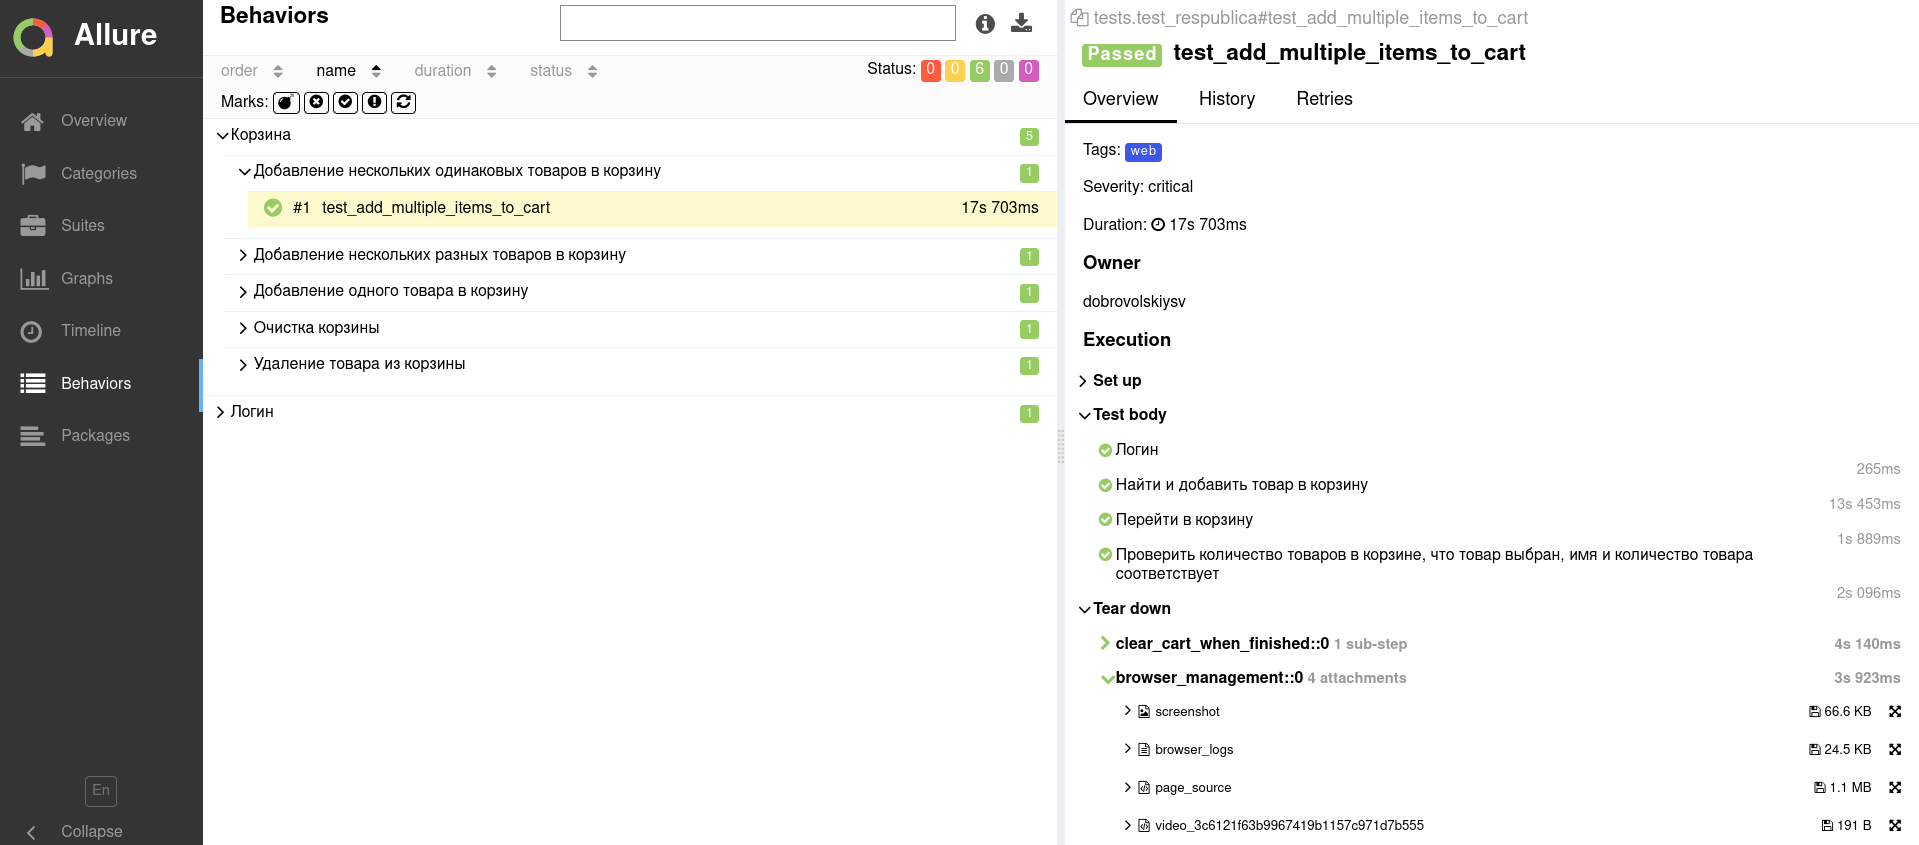 Allure
Overview
Categories
Suites
Graphs
Timeline
Behaviors
Packages
En
Collapse
Behaviors
order name duration status
Status: 0 0 6 0 0
Marks:
Корзина 5
Добавление нескольких одинаковых товаров в корзину 1
#1 test_add_multiple_items_to_cart 17s 703ms
Добавление нескольких разных товаров в корзину 1
Добавление одного товара в корзину 1
Очистка корзины 1
Удаление товара из корзины 1
Логин 1
tests.test_respublica#test_add_multiple_items_to_cart
Passed test_add_multiple_items_to_cart
Overview History Retries
Tags: web
Severity: critical
Duration: 17s 703ms
Owner
dobrovolskiysv
Execution
Set up
Test body
Логин
265ms
Найти и добавить товар в корзину
13s 453ms
Перейти в корзину
1s 889ms
Проверить количество товаров в корзине, что товар выбран, имя и количество товара
соответствует
2s 096ms
Tear down
clear_cart_when_finished::0 1 sub-step 4s 140ms
browser_management::0 4 attachments 3s 923ms
screenshot 66.6 KB
browser_logs 24.5 KB
page_source 1.1 MB
video_3c6121f63b9967419b1157c971d7b555 191 B